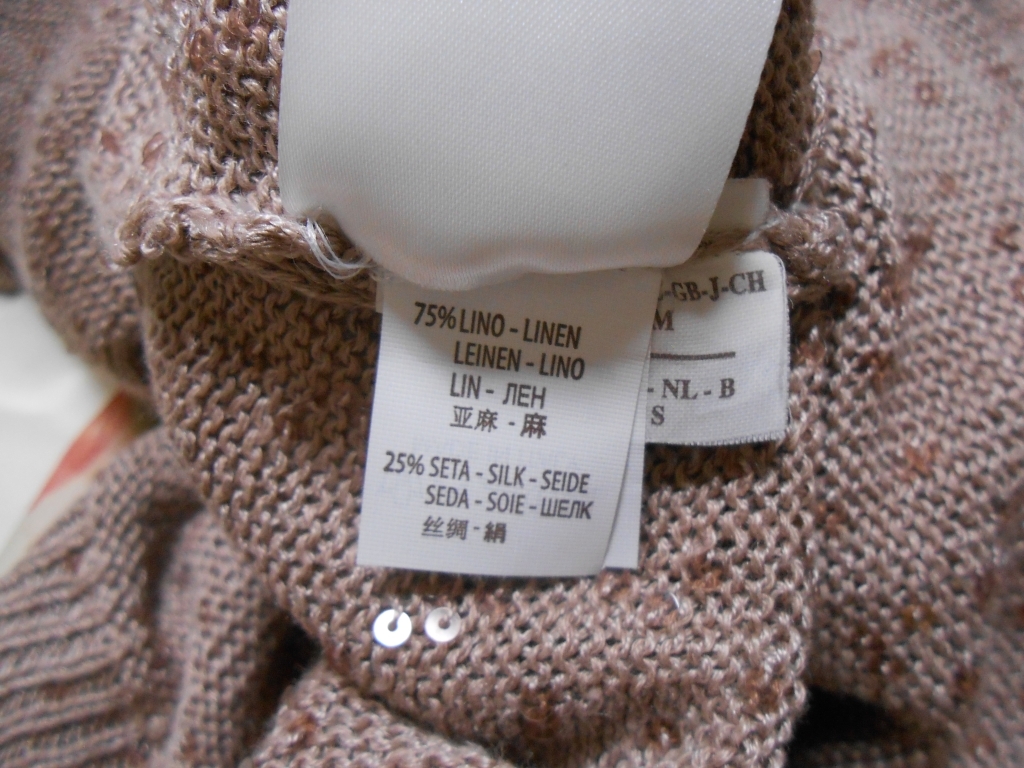 75% LINO - LINEN
LEINEN - LINO
LIN - ЛЕН
亚麻 - 麻
25% SETA - SILK - SEIDE
SEDA - SOIE - ШЕЛК
丝绸 - 絹
-GB-J-CH
M
- NL - B
S